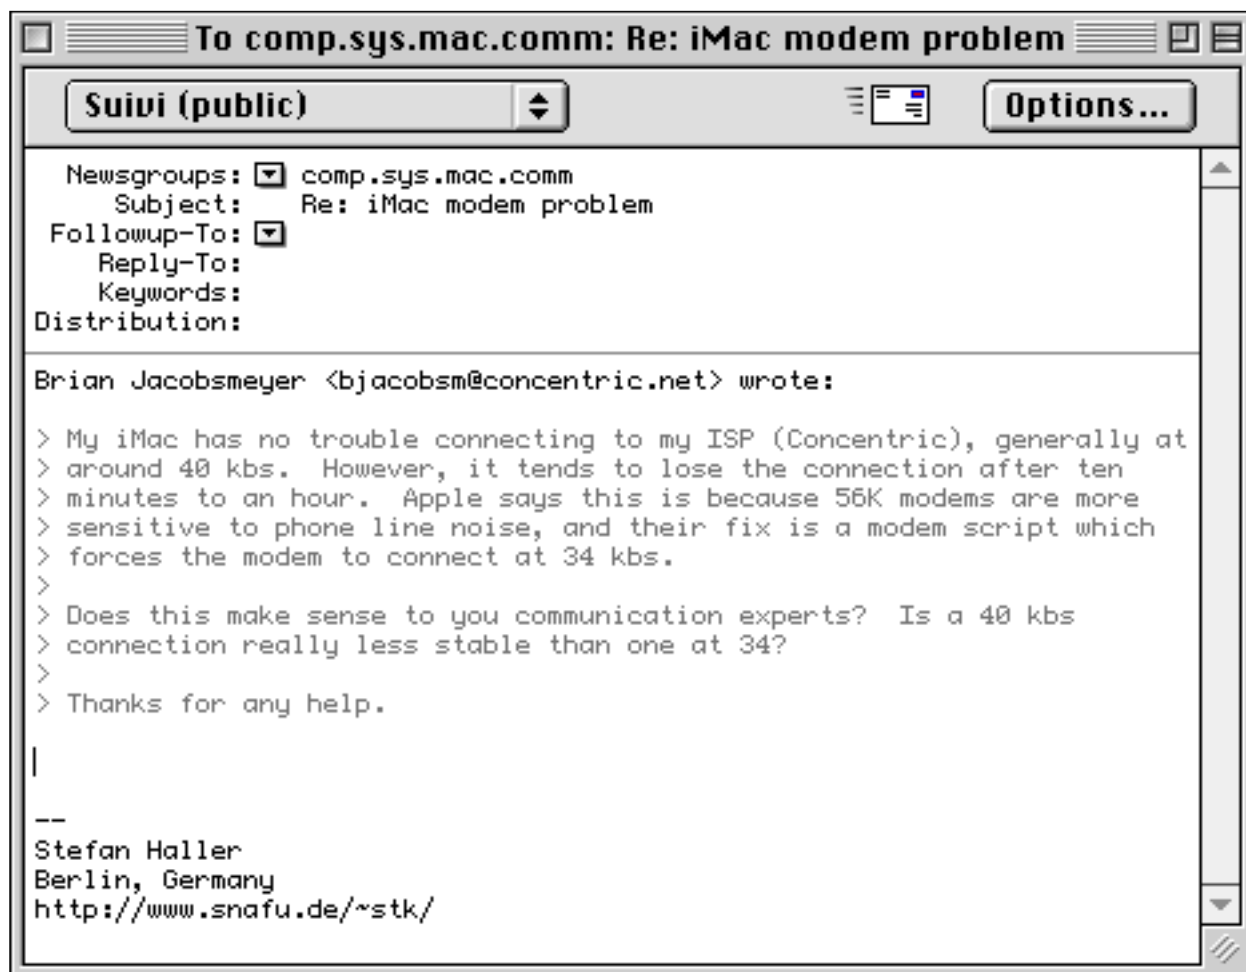 To comp.sys.mac.comm: Re: iMac modem problem
Suivi (public)
Options...
Newsgroups: comp.sys.mac.comm
Subject: Re: iMac modem problem
Followup-To:
Reply-To:
Keywords:
Distribution:
Brian Jacobsmeyer <bjacobsm@concentric.net> wrote:
> My iMac has no trouble connecting to my ISP (Concentric), generally at
> around 40 kbs.  However, it tends to lose the connection after ten
> minutes to an hour.  Apple says this is because 56K modems are more
> sensitive to phone line noise, and their fix is a modem script which
> forces the modem to connect at 34 kbs.
>
> Does this make sense to you communication experts?  Is a 40 kbs
> connection really less stable than one at 34?
>
> Thanks for any help.
--
Stefan Haller
Berlin, Germany
http://www.snafu.de/~stk/